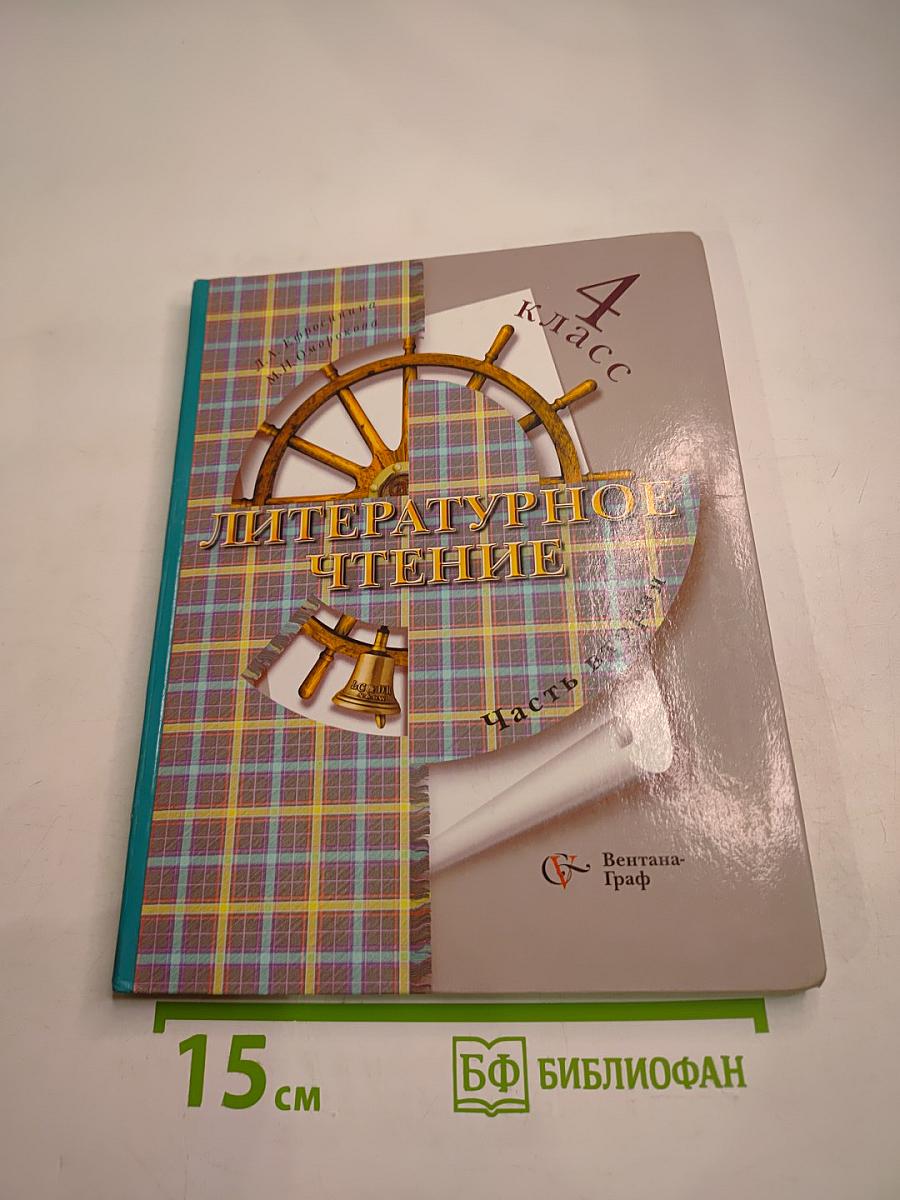 Л.А. Ефросинина
М.И. Оморокова
4
класс
ЛИТЕРАТУРНОЕ
ЧТЕНИЕ
Часть вторая
Вентана-
Граф
15 см
БФ БИБЛИОФАН